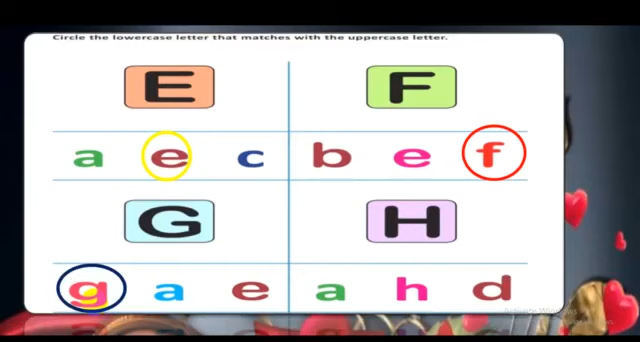 Circle the lowercase letter that matches with the uppercase letter.
E F
a e c b e f
G H
g a e a h d